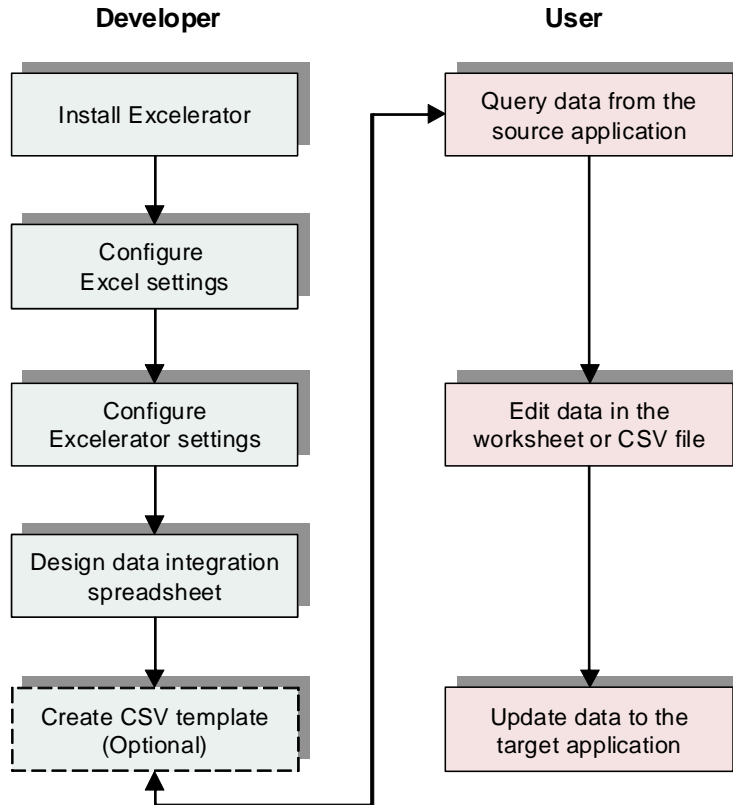 Developer
User
Install Excelerator
Configure
Excel settings
Configure
Excelerator settings
Design data integration
spreadsheet
Create CSV template
(Optional)
Query data from the
source application
Edit data in the
worksheet or CSV file
Update data to the
target application